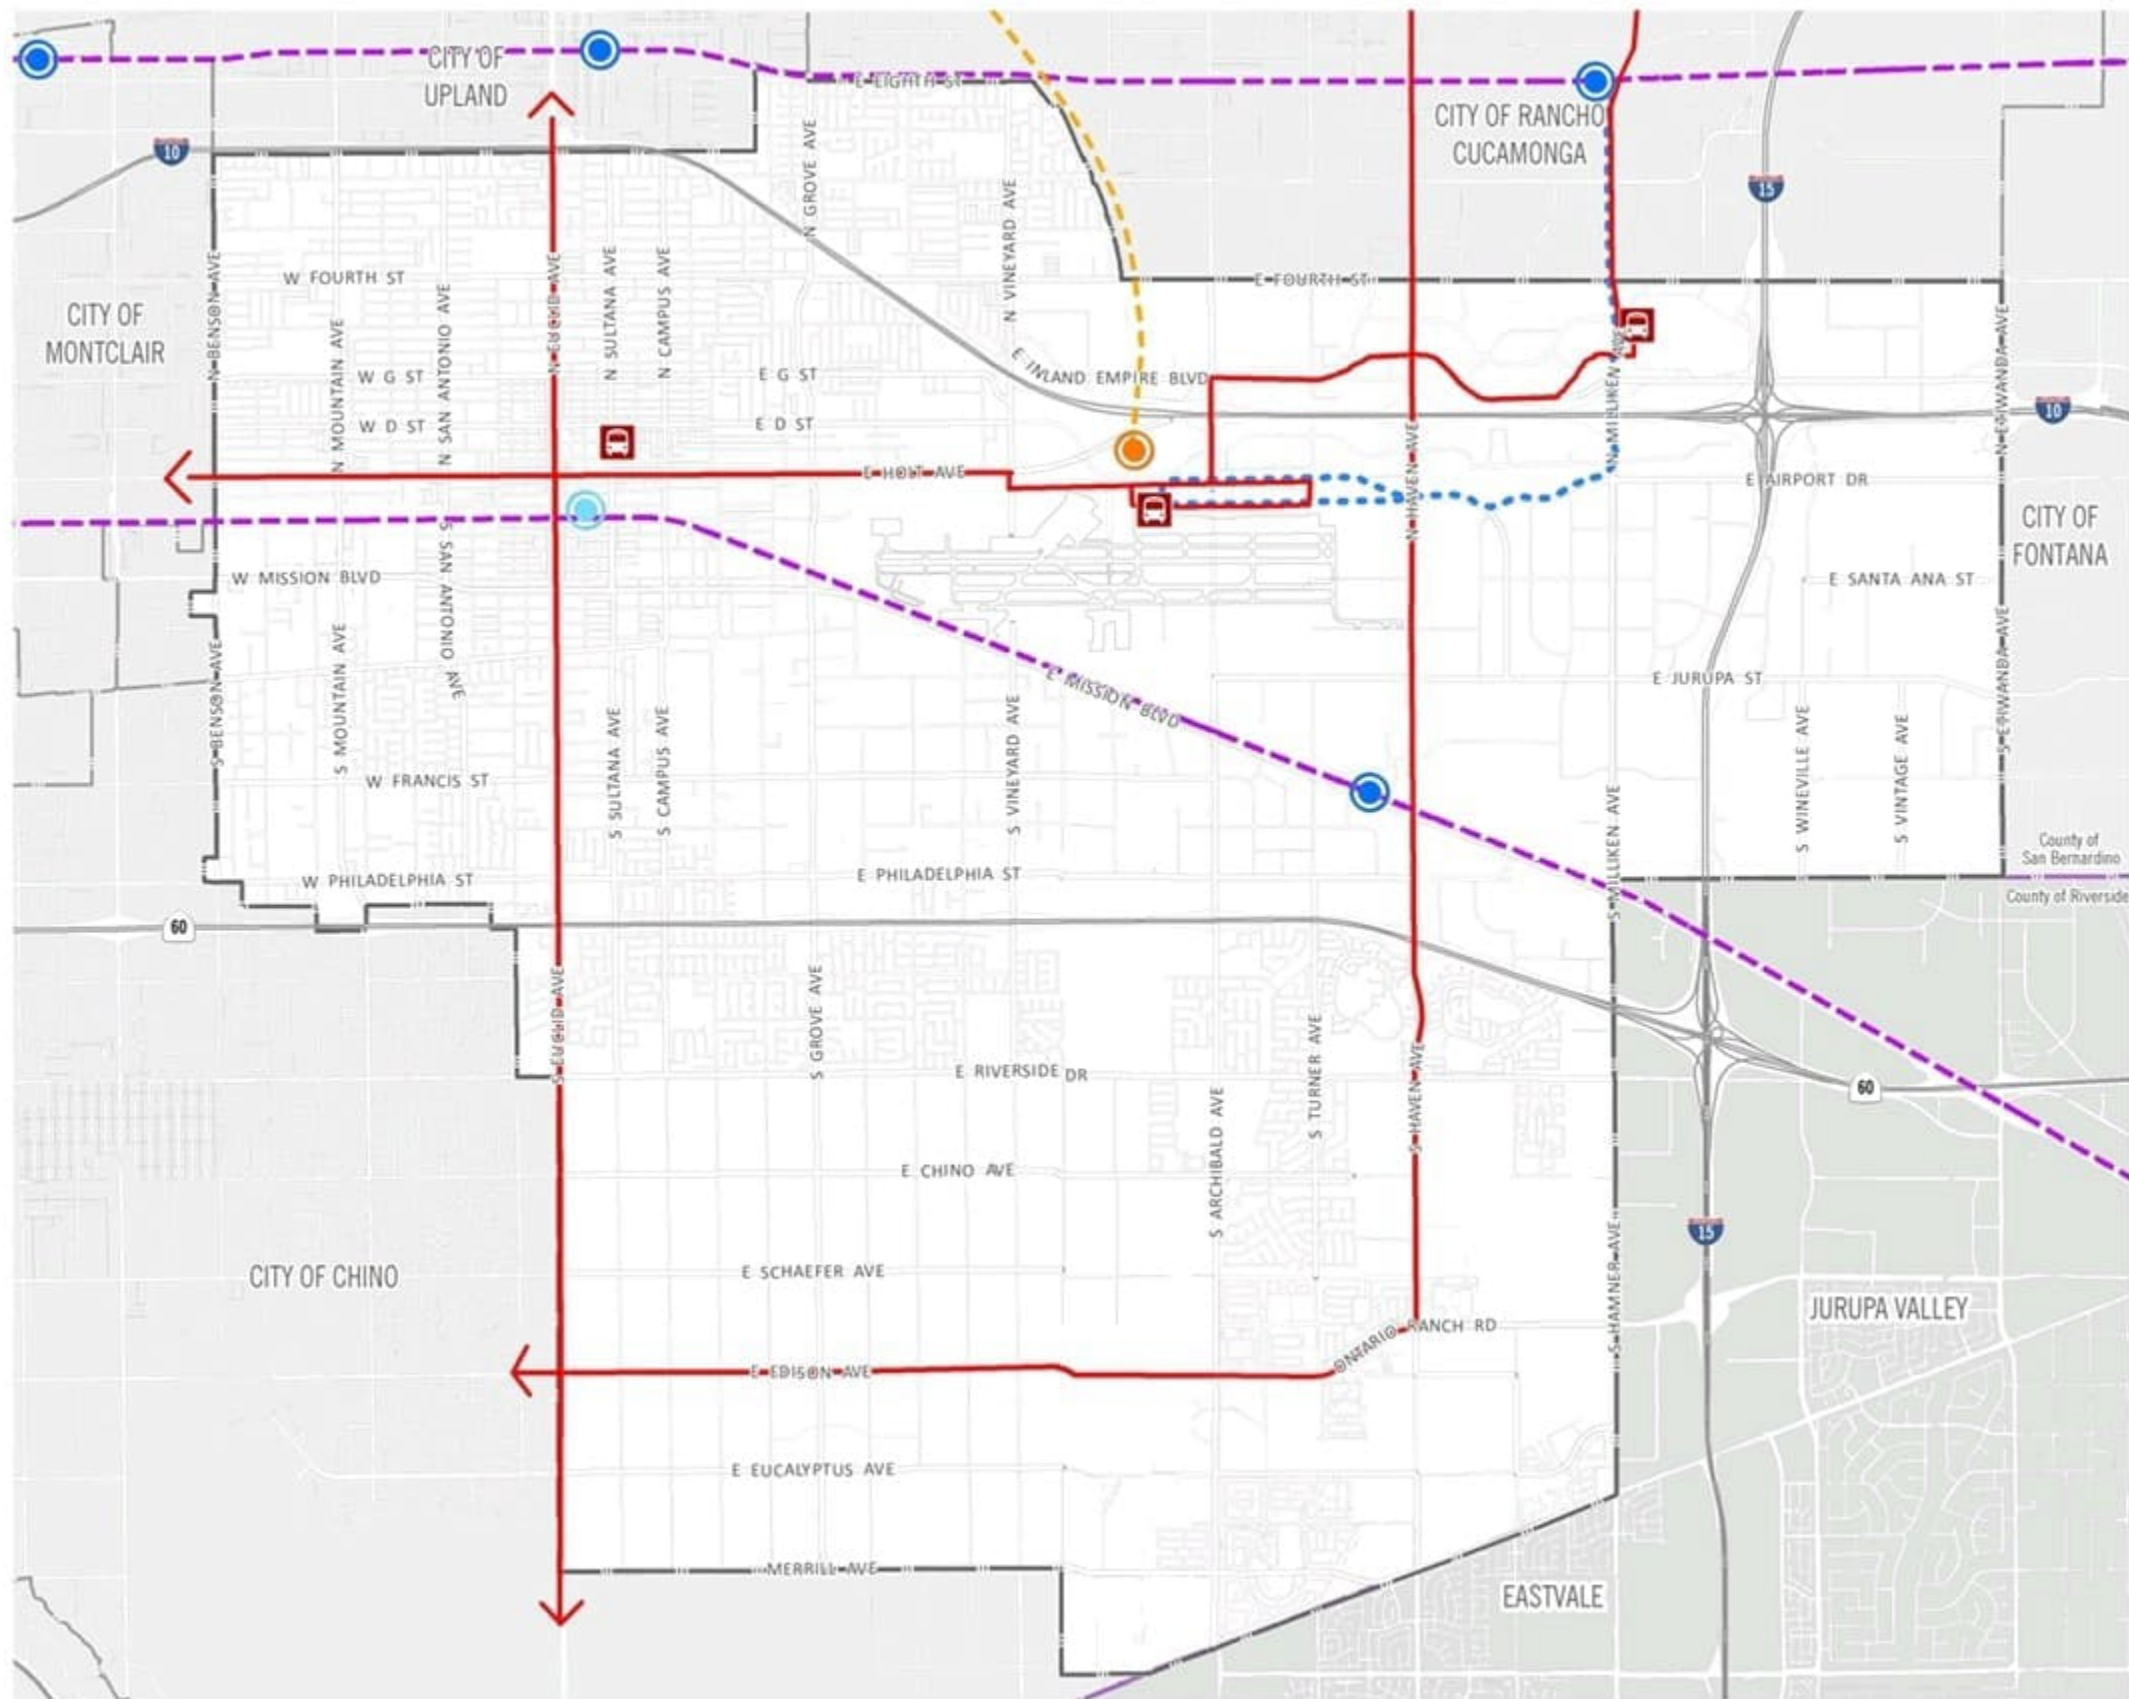 CITY OF
UPLAND
E EIGHTH ST
CITY OF RANCHO
CUCAMONGA
10
15
N GROVE AVE
N VINEYARD AVE
W FOURTH ST
E FOURTH ST
N BENSON AVE
N EUCLID AVE
N SULTANA AVE
N CAMPUS AVE
CITY OF
MONTCLAIR
N MOUNTAIN AVE
N SAN ANTONIO AVE
W G ST
E G ST
E INLAND EMPIRE BLVD
N MILLIKEN AVE
N ETIWANDA AVE
W D ST
E D ST
10
N HAVEN AVE
E HOLT AVE
E AIRPORT DR
CITY OF
FONTANA
S SAN ANTONIO AVE
W MISSION BLVD
E SANTA ANA ST
S BENSON AVE
S MOUNTAIN AVE
E MISSION BLVD
E JURUPA ST
S ETIWANDA AVE
S SULTANA AVE
S CAMPUS AVE
S VINEYARD AVE
S WINEVILLE AVE
S VINTAGE AVE
W FRANCIS ST
S MILLIKEN AVE
County of
San Bernardino
County of Riverside
W PHILADELPHIA ST
E PHILADELPHIA ST
60
S EUCLID AVE
S GROVE AVE
E RIVERSIDE DR
S TURNER AVE
S HAVEN AVE
60
S ARCHIBALD AVE
E CHINO AVE
15
CITY OF CHINO
E SCHAEFER AVE
S HAMNER AVE
JURUPA VALLEY
ONTARIO RANCH RD
E EDISON AVE
E EUCALYPTUS AVE
MERRILL AVE
EASTVALE